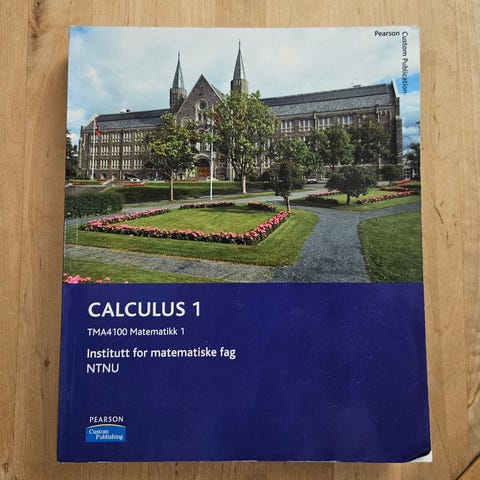 Pearson
Custom Publication
CALCULUS 1
TMA4100 Matematikk 1
Institutt for matematiske fag
NTNU
PEARSON
Custom
Publishing